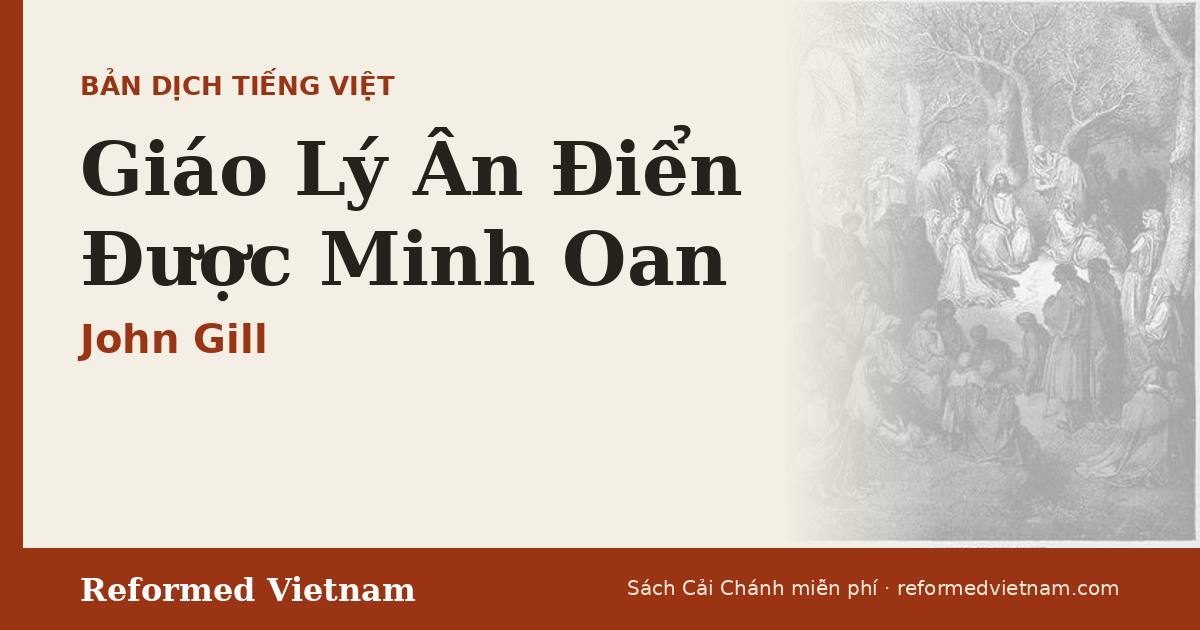 BẢN DỊCH TIẾNG VIỆT
Giáo Lý Ân Điển
Được Minh Oan
John Gill
Reformed Vietnam
Sách Cải Chánh miễn phí · reformedvietnam.com